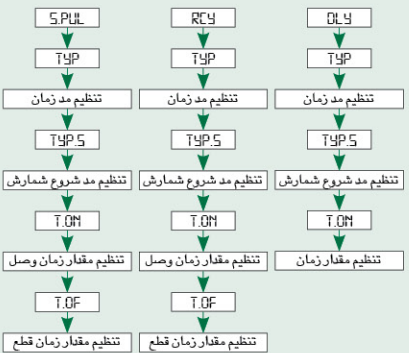 S.PUL RCY DLY
TYP TYP TYP
تنظیم مد زمان تنظیم مد زمان تنظیم مد زمان
TYP.S TYP.S TYP.S
تنظیم مد شروع شمارش تنظیم مد شروع شمارش تنظیم مد شروع شمارش
T.ON T.ON T.ON
تنظیم مقدار زمان وصل تنظیم مقدار زمان وصل تنظیم مقدار زمان
T.OF T.OF
تنظیم مقدار زمان قطع تنظیم مقدار زمان قطع